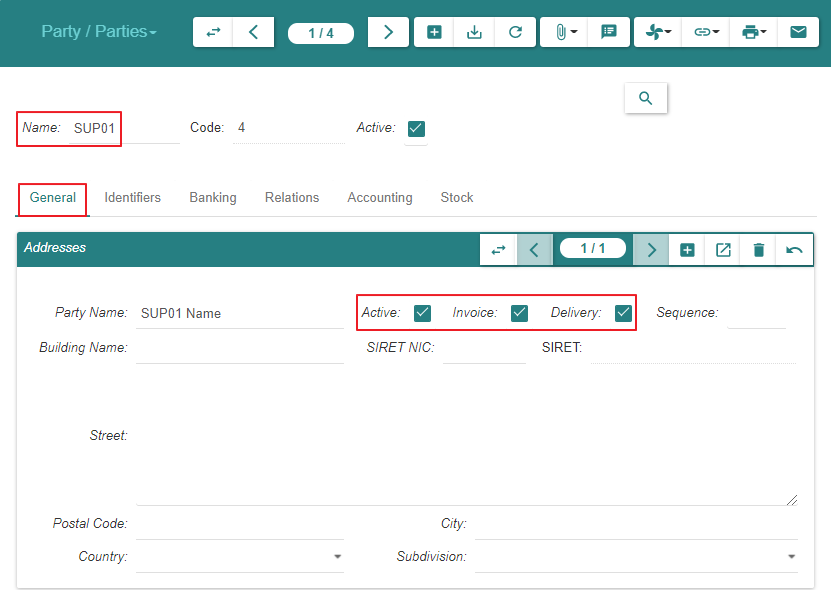 Party / Parties
1 / 4
Name: SUP01 Code: 4 Active:
General Identifiers Banking Relations Accounting Stock
Addresses 1 / 1
Party Name: SUP01 Name Active: Invoice: Delivery: Sequence:
Building Name: SIRET NIC: SIRET:
Street:
Postal Code: City:
Country: Subdivision: